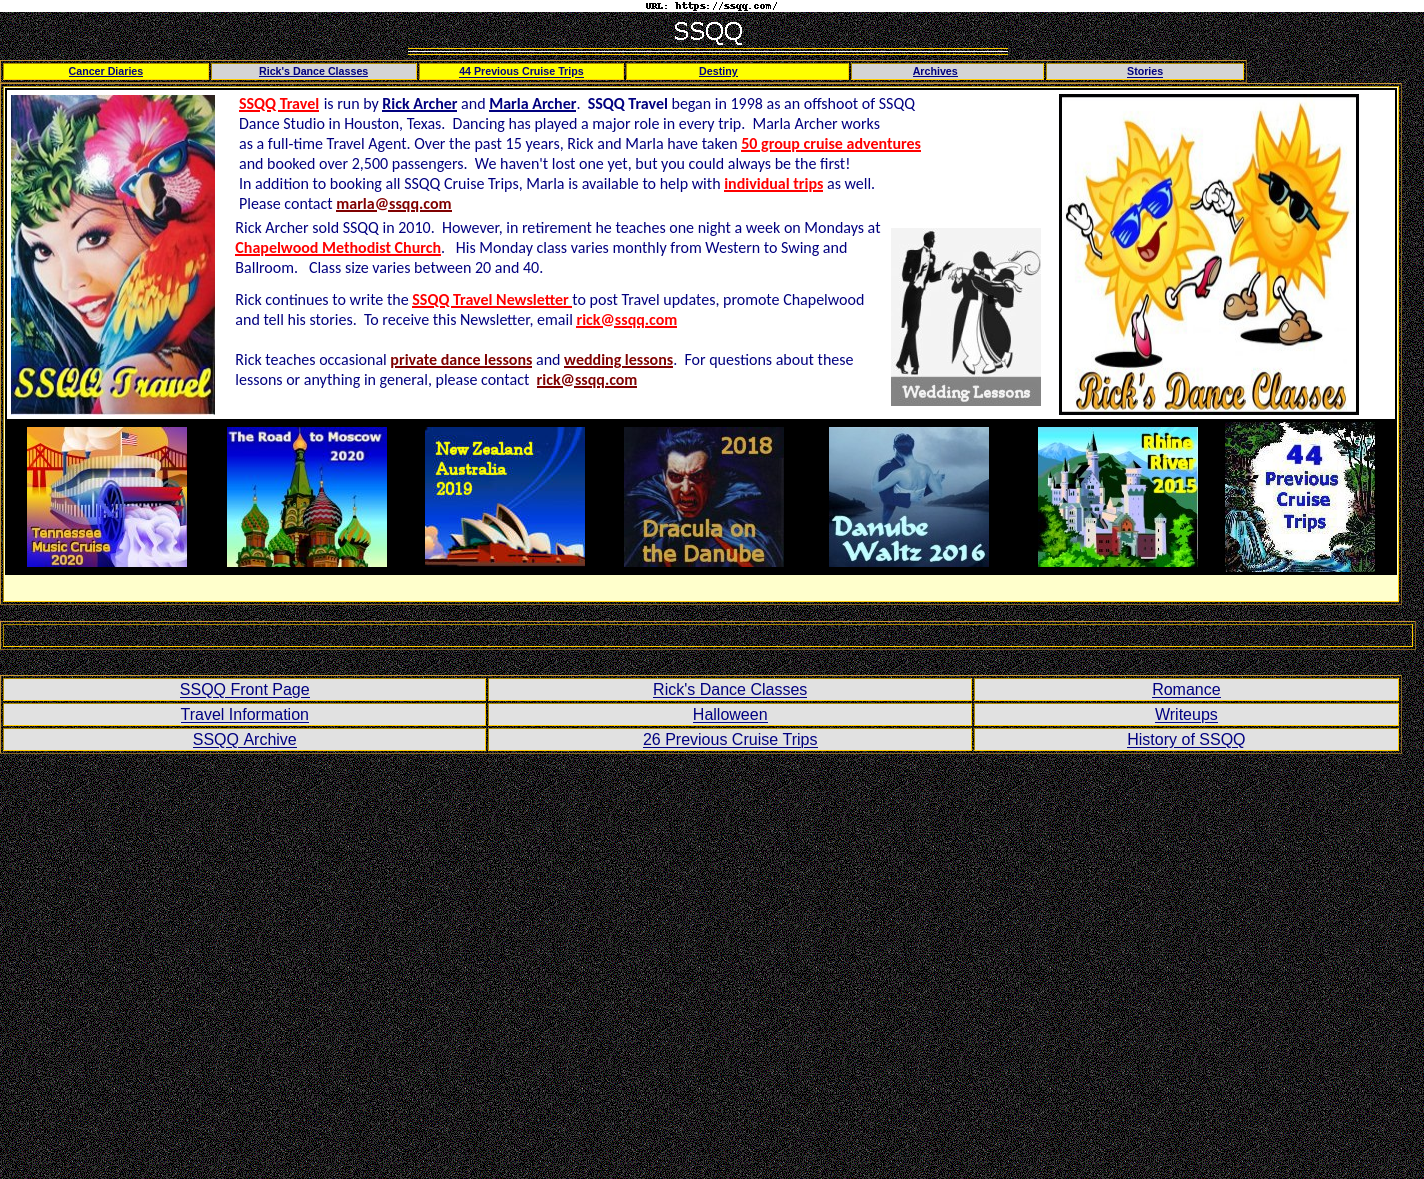 URL: https://ssqq.com/
SSQQ
Cancer Diaries
Rick's Dance Classes
44 Previous Cruise Trips
Destiny
Archives
Stories
SSQQ Travel
SSQQ Travel is run by Rick Archer and Marla Archer. SSQQ Travel began in 1998 as an offshoot of SSQQ
Dance Studio in Houston, Texas. Dancing has played a major role in every trip. Marla Archer works
as a full-time Travel Agent. Over the past 15 years, Rick and Marla have taken 50 group cruise adventures
and booked over 2,500 passengers. We haven't lost one yet, but you could always be the first!
In addition to booking all SSQQ Cruise Trips, Marla is available to help with individual trips as well.
Please contact marla@ssqq.com
Rick Archer sold SSQQ in 2010. However, in retirement he teaches one night a week on Mondays at
Chapelwood Methodist Church. His Monday class varies monthly from Western to Swing and
Ballroom. Class size varies between 20 and 40.
Rick continues to write the SSQQ Travel Newsletter to post Travel updates, promote Chapelwood
and tell his stories. To receive this Newsletter, email rick@ssqq.com
Rick teaches occasional private dance lessons and wedding lessons. For questions about these
lessons or anything in general, please contact rick@ssqq.com
Wedding Lessons
Rick's Dance Classes
Tennessee
Music Cruise
2020
The Road to Moscow
2020
New Zealand
Australia
2019
2018
Dracula on
the Danube
Danube
Waltz 2016
Rhine
River
2015
44
Previous
Cruise
Trips
SSQQ Front Page
Rick's Dance Classes
Romance
Travel Information
Halloween
Writeups
SSQQ Archive
26 Previous Cruise Trips
History of SSQQ